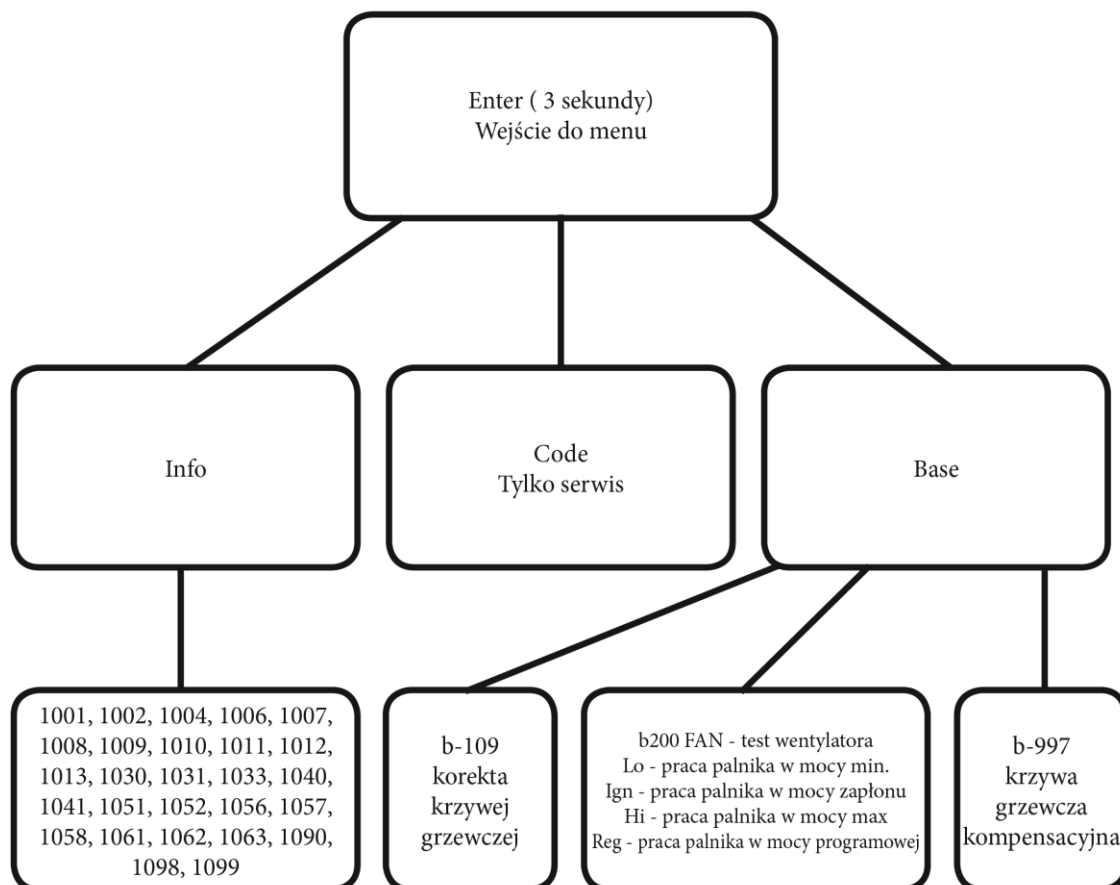 Enter ( 3 sekundy)
Wejście do menu
Info
Code
Tylko serwis
Base
1001, 1002, 1004, 1006, 1007,
1008, 1009, 1010, 1011, 1012,
1013, 1030, 1031, 1033, 1040,
1041, 1051, 1052, 1056, 1057,
1058, 1061, 1062, 1063, 1090,
1098, 1099
b-109
korekta
krzywej
grzewczej
b200 FAN - test wentylatora
Lo - praca palnika w mocy min.
Ign - praca palnika w mocy zapłonu
Hi - praca palnika w mocy max
Reg - praca palnika w mocy programowej
b-997
krzywa
grzewcza
kompensacyjna